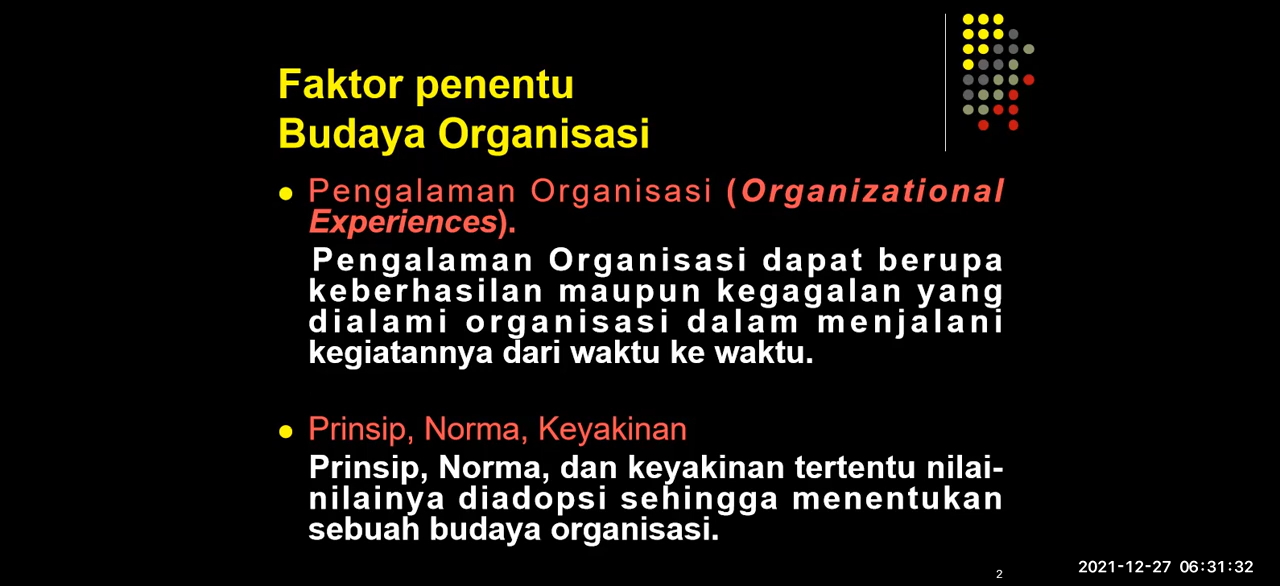 Faktor penentu
Budaya Organisasi
Pengalaman Organisasi (Organizational
Experiences).
Pengalaman Organisasi dapat berupa
keberhasilan maupun kegagalan yang
dialami organisasi dalam menjalani
kegiatannya dari waktu ke waktu.
Prinsip, Norma, Keyakinan
Prinsip, Norma, dan keyakinan tertentu nilai-
nilainya diadopsi sehingga menentukan
sebuah budaya organisasi.
2
2021-12-27 06:31:32